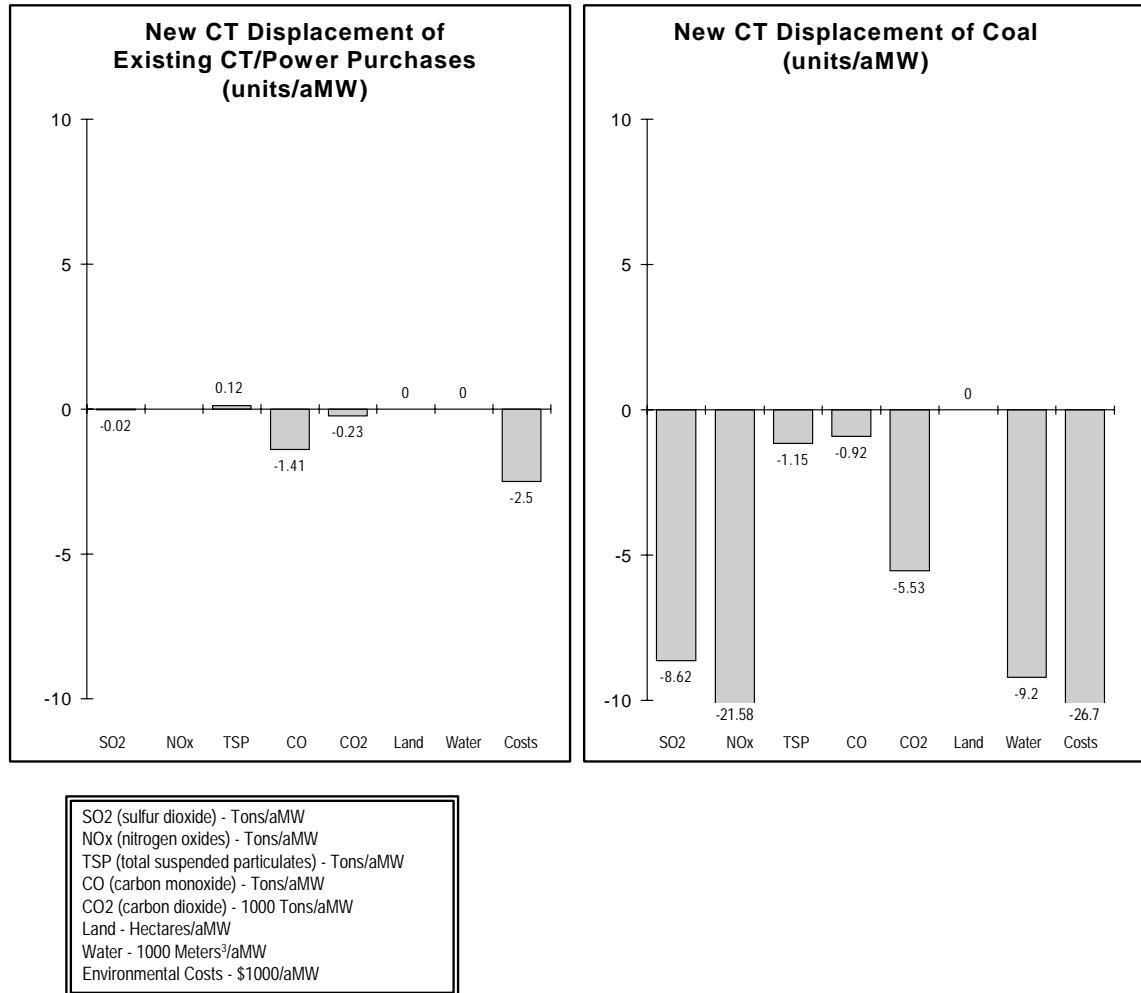 New CT Displacement of
Existing CT/Power Purchases
(units/aMW)
10
5
0
-5
-10
-0.02
0.12
-1.41
-0.23
0
0
-2.5
SO2 NOx TSP CO CO2 Land Water Costs
New CT Displacement of Coal
(units/aMW)
10
5
0
-5
-10
-8.62
-21.58
-1.15
-0.92
-5.53
0
-9.2
-26.7
SO2 NOx TSP CO CO2 Land Water Costs
SO2 (sulfur dioxide) - Tons/aMW
NOx (nitrogen oxides) - Tons/aMW
TSP (total suspended particulates) - Tons/aMW
CO (carbon monoxide) - Tons/aMW
CO2 (carbon dioxide) - 1000 Tons/aMW
Land - Hectares/aMW
Water - 1000 Meters³/aMW
Environmental Costs - $1000/aMW